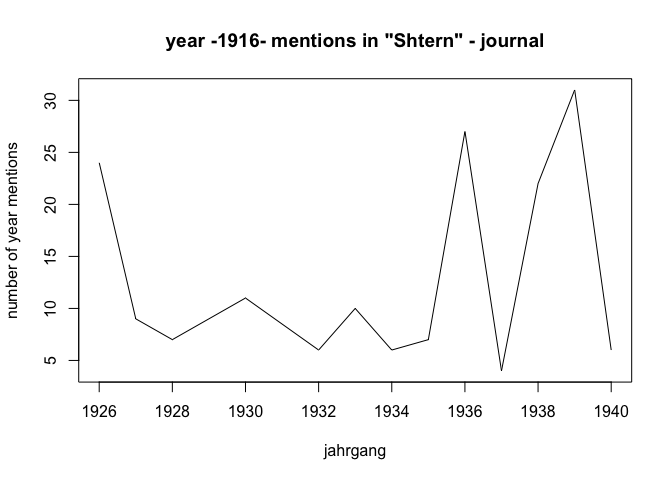 year -1916- mentions in "Shtern" - journal
number of year mentions
30
25
20
15
10
5
1926 1928 1930 1932 1934 1936 1938 1940
jahrgang